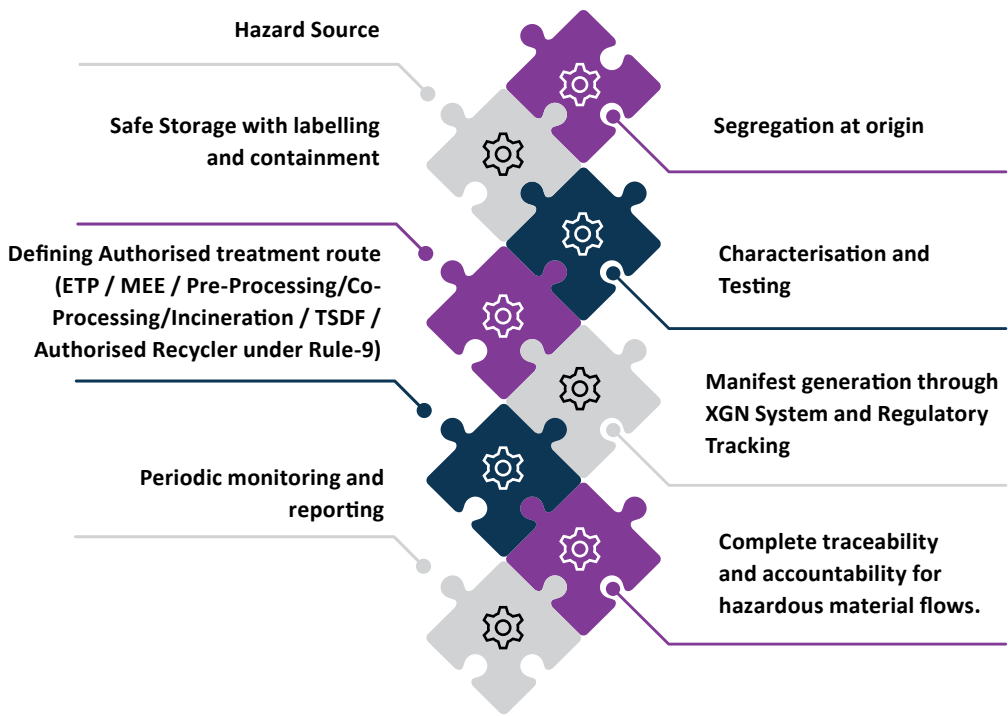 Hazard Source
Segregation at origin
Safe Storage with labelling
and containment
Characterisation and
Testing
Defining Authorised treatment route
(ETP / MEE / Pre-Processing/Co-
Processing/Incineration / TSDF /
Authorised Recycler under Rule-9)
Manifest generation through
XGN System and Regulatory
Tracking
Periodic monitoring and
reporting
Complete traceability
and accountability for
hazardous material flows.